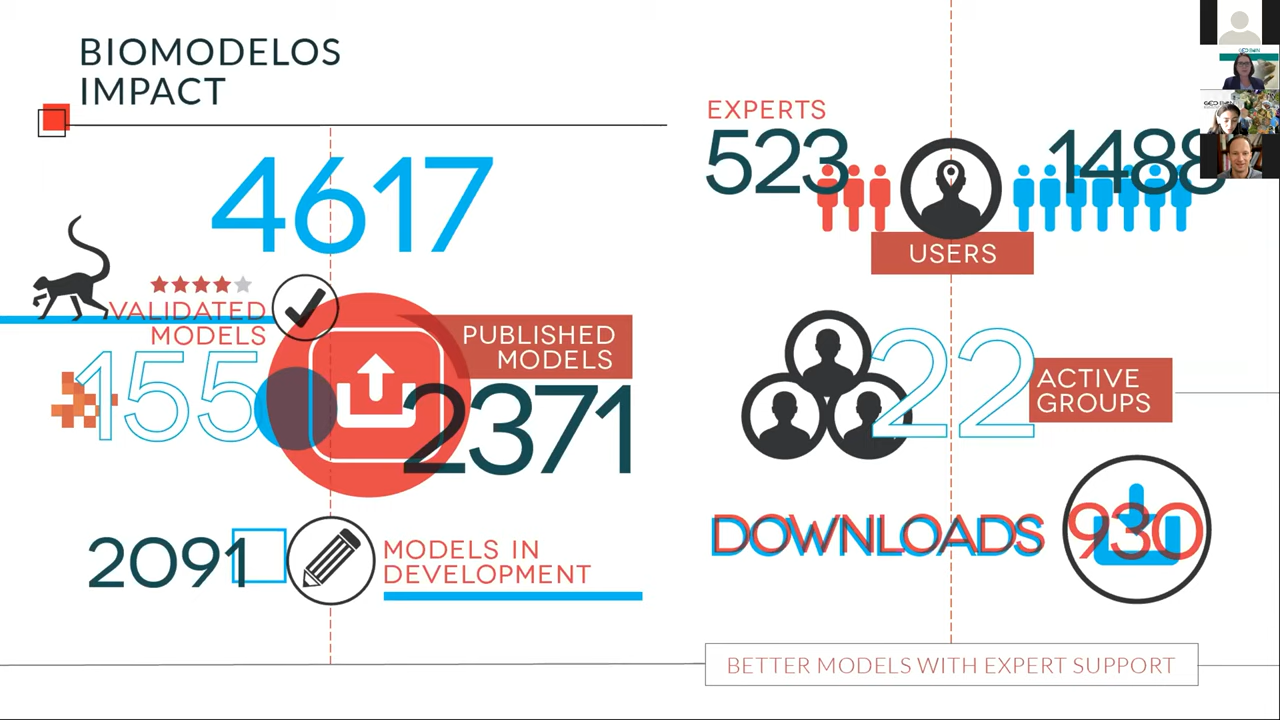 BIOMODELOS
IMPACT
4617
VALIDATED
MODELS
155
PUBLISHED
MODELS
2371
2091
MODELS IN
DEVELOPMENT
EXPERTS
523
1488
USERS
22
ACTIVE
GROUPS
DOWNLOADS
930
BETTER MODELS WITH EXPERT SUPPORT